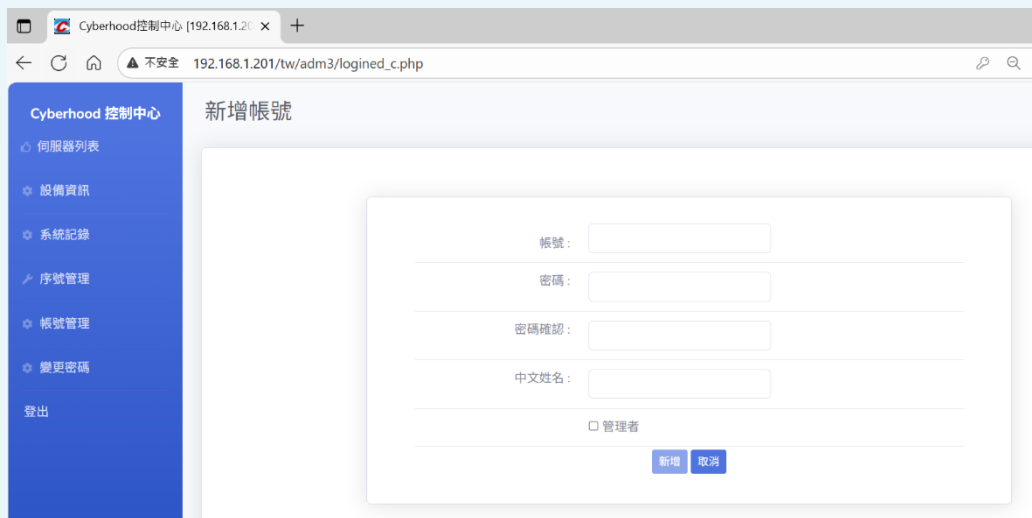 Cyberhood控制中心 [192.168.1.20
不安全 192.168.1.201/tw/adm3/logined_c.php
Cyberhood 控制中心
伺服器列表
設備資訊
系統記錄
序號管理
帳號管理
變更密碼
登出
新增帳號
帳號 :
密碼 :
密碼確認 :
中文姓名 :
管理者
新增 取消